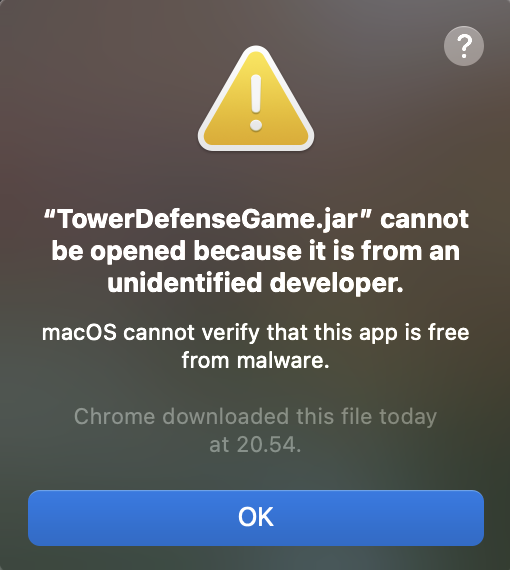 ?
“TowerDefenseGame.jar” cannot
be opened because it is from an
unidentified developer.
macOS cannot verify that this app is free
from malware.
Chrome downloaded this file today
at 20.54.
OK